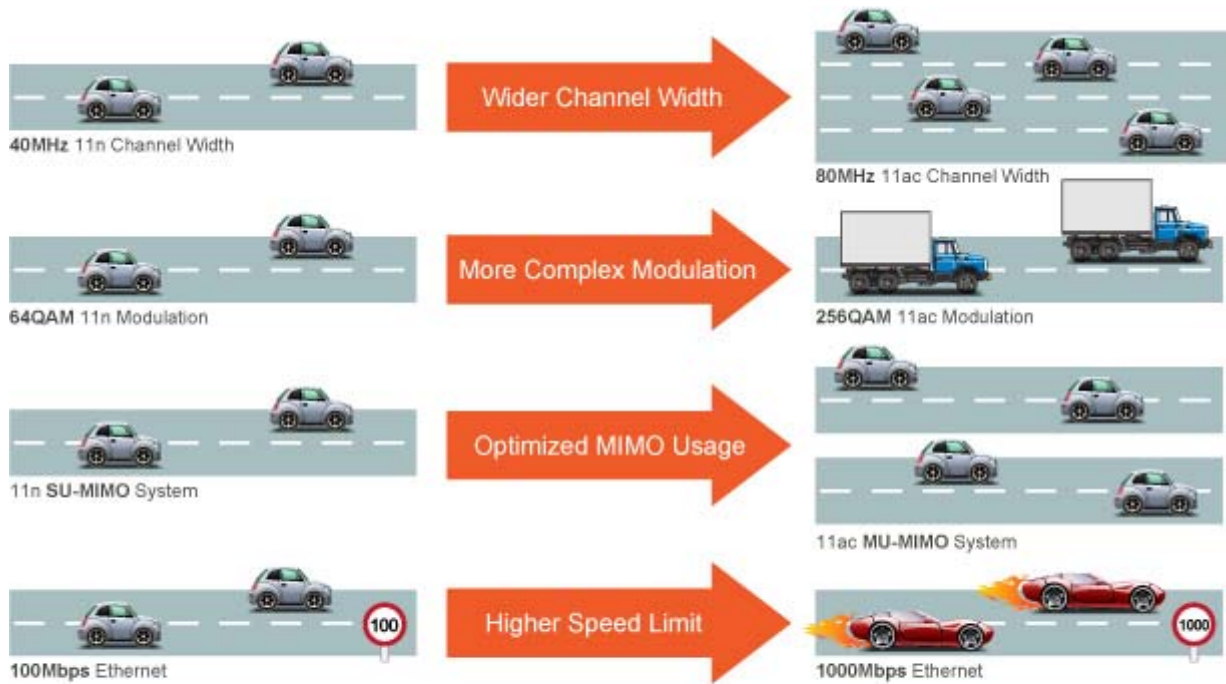 Wider Channel Width
40MHz 11n Channel Width
80MHz 11ac Channel Width
More Complex Modulation
64QAM 11n Modulation
256QAM 11ac Modulation
Optimized MIMO Usage
11n SU-MIMO System
11ac MU-MIMO System
Higher Speed Limit
100
1000
100Mbps Ethernet
1000Mbps Ethernet